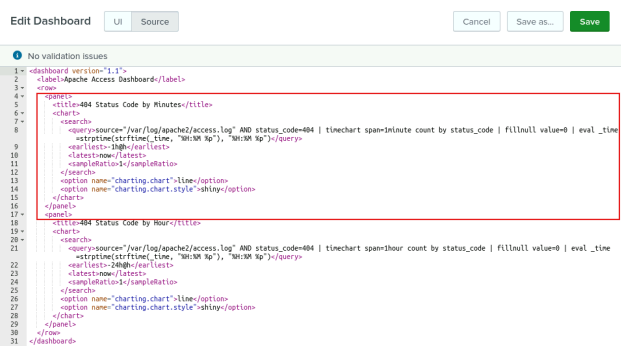 Edit Dashboard UI Source Cancel Save as... Save
No validation issues
1 <dashboard version="1.1">
2 <label>Apache Access Dashboard</label>
3 <row>
4 <panel>
5 <title>404 Status Code by Minutes</title>
6 <chart>
7 <search>
8 <query>source="/var/log/apache2/access.log" AND status_code=404 | timechart span=1minute count by status_code | fillnull value=0 | eval _time
=strptime(strftime(_time, "%H:%M %p"), "%H:%M %p")</query>
9 <earliest>-1h@h</earliest>
10 <latest>now</latest>
11 <sampleRatio>1</sampleRatio>
12 </search>
13 <option name="charting.chart">line</option>
14 <option name="charting.chart.style">shiny</option>
15 </chart>
16 </panel>
17 <panel>
18 <title>404 Status Code by Hour</title>
19 <chart>
20 <search>
21 <query>source="/var/log/apache2/access.log" AND status_code=404 | timechart span=1hour count by status_code | fillnull value=0 | eval _time
=strptime(strftime(_time, "%H:%M %p"), "%H:%M %p")</query>
22 <earliest>-24h@h</earliest>
23 <latest>now</latest>
24 <sampleRatio>1</sampleRatio>
25 </search>
26 <option name="charting.chart">line</option>
27 <option name="charting.chart.style">shiny</option>
28 </chart>
29 </panel>
30 </row>
31 </dashboard>